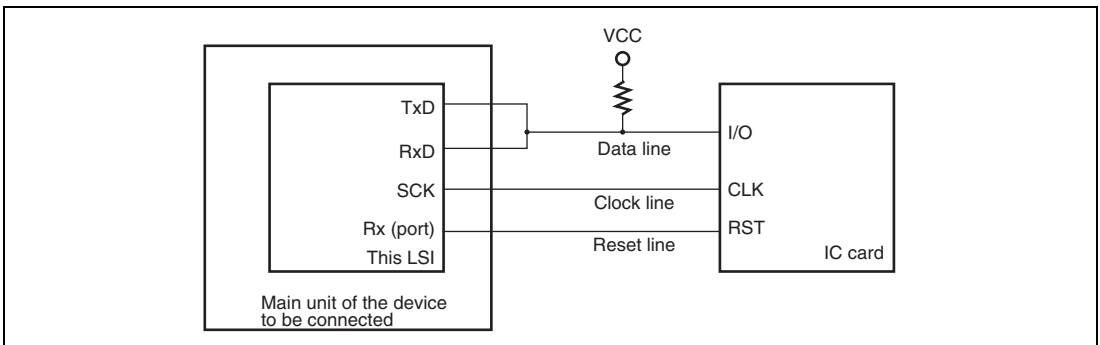 VCC
TxD
RxD
SCK
Rx (port)
This LSI
Main unit of the device
to be connected
Data line
Clock line
Reset line
I/O
CLK
RST
IC card